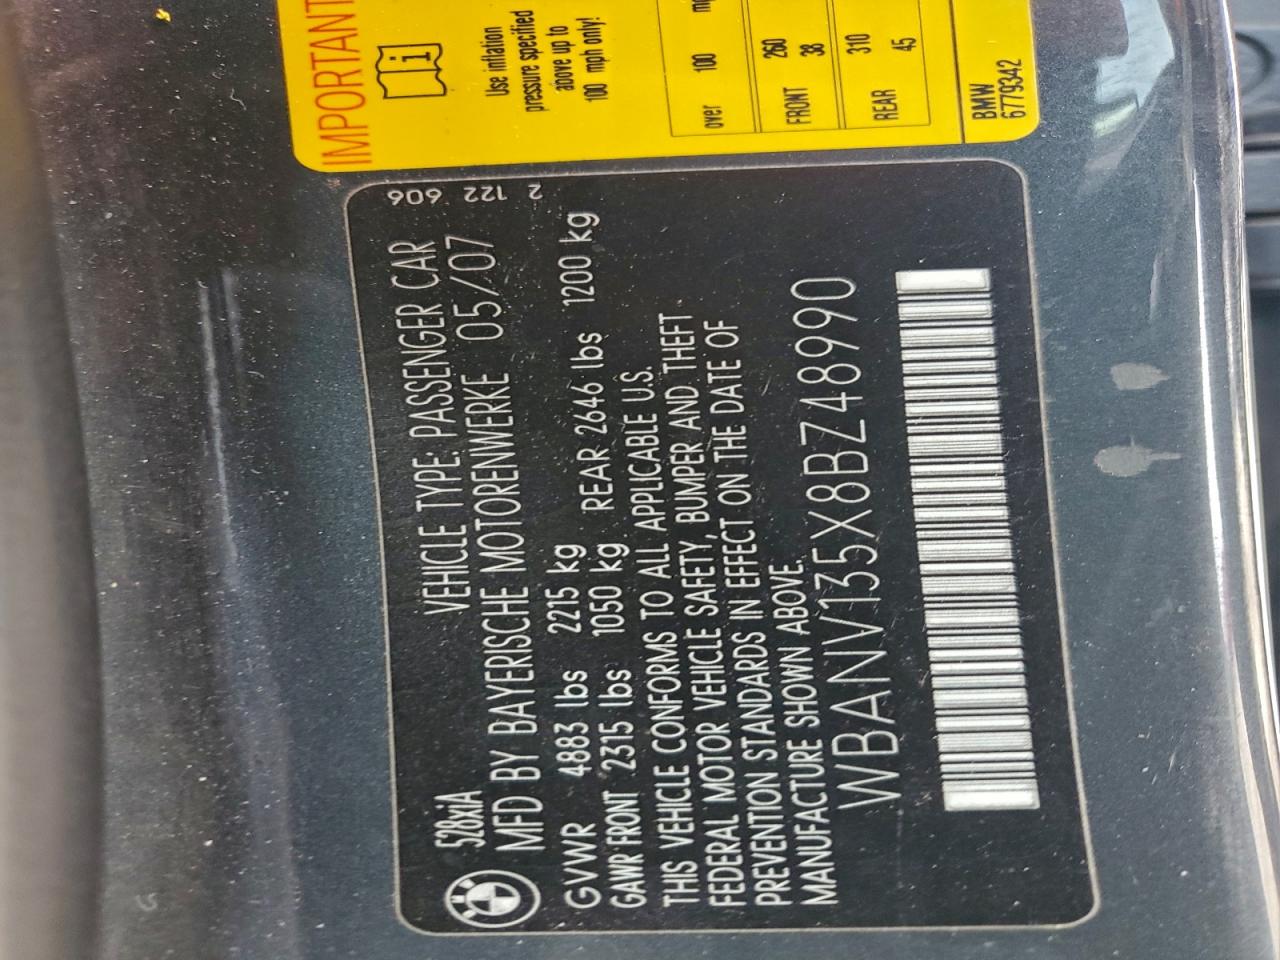 528xiA VEHICLE TYPE: PASSENGER CAR
MFD BY BAYERISCHE MOTORENWERKE 05/07
GVWR 4883 lbs 2215 kg
GAWR FRONT 2315 lbs 1050 kg REAR 2646 lbs 1200 kg
THIS VEHICLE CONFORMS TO ALL APPLICABLE U.S.
FEDERAL MOTOR VEHICLE SAFETY, BUMPER AND THEFT
PREVENTION STANDARDS IN EFFECT ON THE DATE OF
MANUFACTURE SHOWN ABOVE.
WBANV135X8BZ48990
2 122 606
IMPORTANT
i
Use inflation
pressure specified
above up to
100 mph only!
over 100
FRONT 260
38
REAR 310
45
BMW
6779342